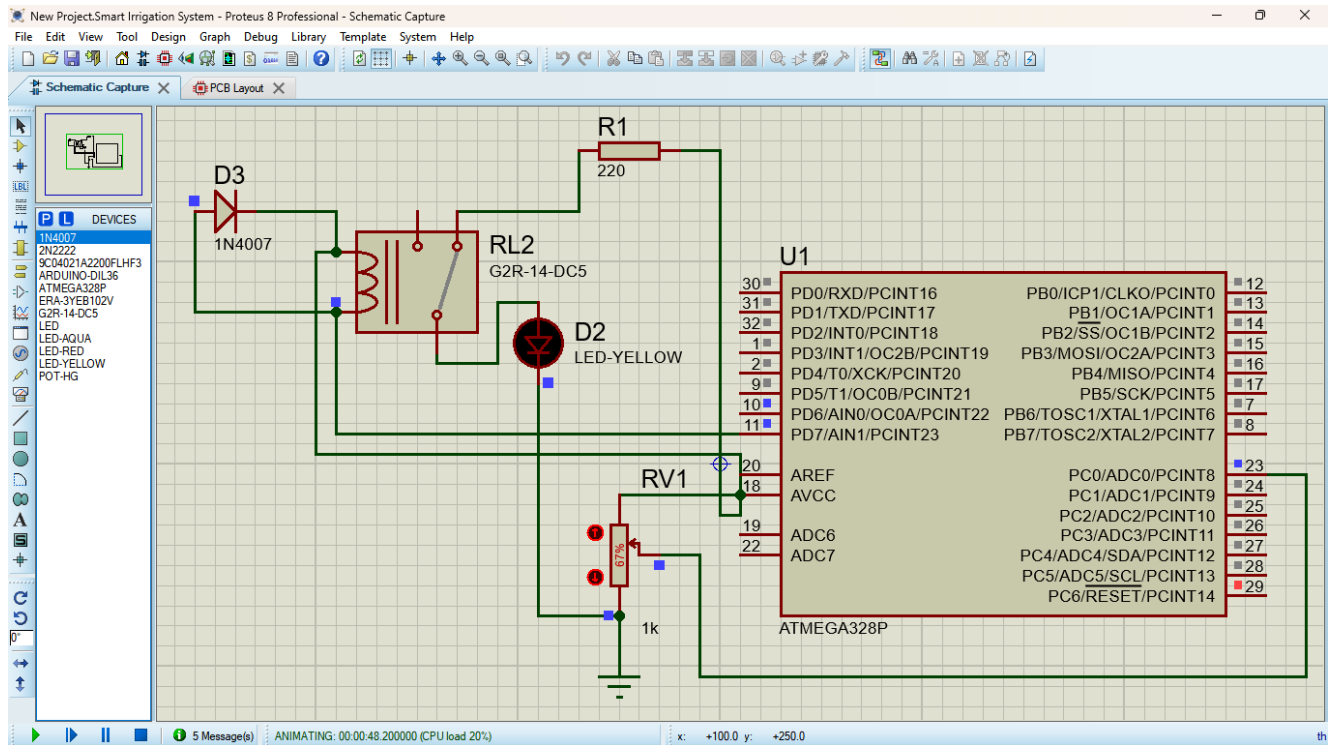 New Project.Smart Irrigation System - Proteus 8 Professional - Schematic Capture
File Edit View Tool Design Graph Debug Library Template System Help
Schematic Capture
PCB Layout
LBL
P L DEVICES
1N4007
2N2222
9C04021A2200FLHF3
ARDUINO-DIL36
ATMEGA328P
ERA-3YEB102V
G2R-14-DC5
LED
LED-AQUA
LED-RED
LED-YELLOW
POT-HG
A
S
0°
R1
220
D3
1N4007
RL2
G2R-14-DC5
D2
LED-YELLOW
RV1
67%
1k
U1
30 PD0/RXD/PCINT16
31 PD1/TXD/PCINT17
32 PD2/INT0/PCINT18
1 PD3/INT1/OC2B/PCINT19
2 PD4/T0/XCK/PCINT20
9 PD5/T1/OC0B/PCINT21
10 PD6/AIN0/OC0A/PCINT22
11 PD7/AIN1/PCINT23
20 AREF
18 AVCC
19 ADC6
22 ADC7
PB0/ICP1/CLKO/PCINT0 12
PB1/OC1A/PCINT1 13
PB2/SS/OC1B/PCINT2 14
PB3/MOSI/OC2A/PCINT3 15
PB4/MISO/PCINT4 16
PB5/SCK/PCINT5 17
PB6/TOSC1/XTAL1/PCINT6 7
PB7/TOSC2/XTAL2/PCINT7 8
PC0/ADC0/PCINT8 23
PC1/ADC1/PCINT9 24
PC2/ADC2/PCINT10 25
PC3/ADC3/PCINT11 26
PC4/ADC4/SDA/PCINT12 27
PC5/ADC5/SCL/PCINT13 28
PC6/RESET/PCINT14 29
ATMEGA328P
5 Message(s) ANIMATING: 00:00:48.200000 (CPU load 20%) x: +100.0 y: +250.0 th